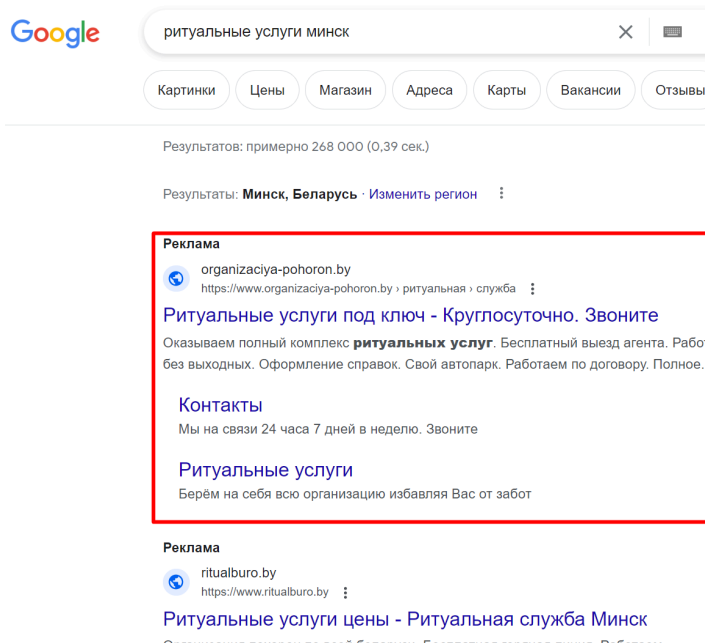 Google
ритуальные услуги минск
Картинки Цены Магазин Адреса Карты Вакансии Отзывы
Результатов: примерно 268 000 (0,39 сек.)
Результаты: Минск, Беларусь · Изменить регион
Реклама
organizaciya-pohoron.by
https://www.organizaciya-pohoron.by › ритуальная › служба
Ритуальные услуги под ключ - Круглосуточно. Звоните
Оказываем полный комплекс ритуальных услуг. Бесплатный выезд агента.
без выходных. Оформление справок. Свой автопарк. Работаем по договору. Полное.
Контакты
Мы на связи 24 часа 7 дней в неделю. Звоните
Ритуальные услуги
Берём на себя всю организацию избавляя Вас от забот
Реклама
ritualburo.by
https://www.ritualburo.by
Ритуальные услуги цены - Ритуальная служба Минск